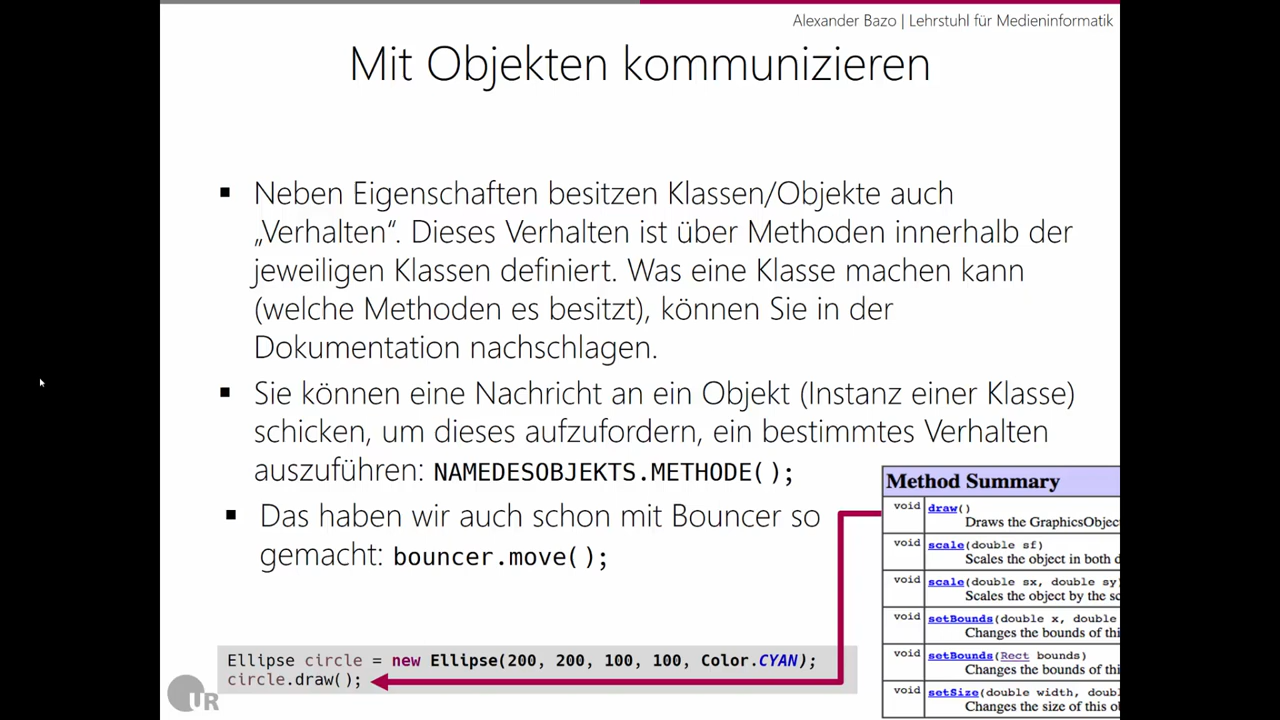 Alexander Bazo | Lehrstuhl für Medieninformatik
Mit Objekten kommunizieren
▪ Neben Eigenschaften besitzen Klassen/Objekte auch
„Verhalten“. Dieses Verhalten ist über Methoden innerhalb der
jeweiligen Klassen definiert. Was eine Klasse machen kann
(welche Methoden es besitzt), können Sie in der
Dokumentation nachschlagen.
▪ Sie können eine Nachricht an ein Objekt (Instanz einer Klasse)
schicken, um dieses aufzufordern, ein bestimmtes Verhalten
auszuführen: NAMEDESOBJEKTS.METHODE();
▪ Das haben wir auch schon mit Bouncer so
gemacht: bouncer.move();
Method Summary
void draw()
Draws the GraphicsObjec
void scale(double sf)
Scales the object in both d
void scale(double sx, double sy)
Scales the object by the sc
void setBounds(double x, double
Changes the bounds of thi
void setBounds(Rect bounds)
Changes the bounds of thi
void setSize(double width, doubl
Changes the size of this ob
Ellipse circle = new Ellipse(200, 200, 100, 100, Color.CYAN);
circle.draw();
UR